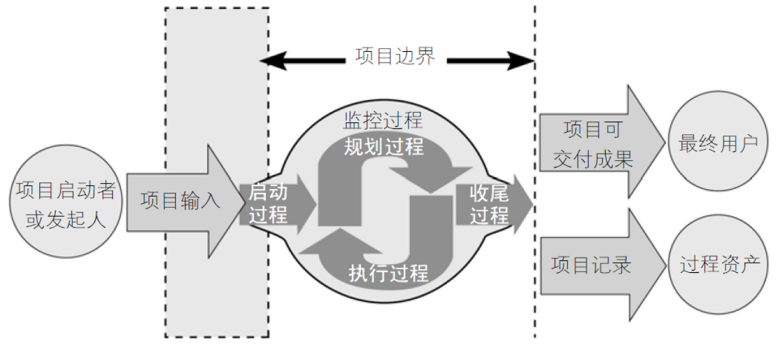 项目边界
监控过程
规划过程
项目启动者
或发起人
项目输入
启动
过程
收尾
过程
执行过程
项目可
交付成果
最终用户
项目记录
过程资产